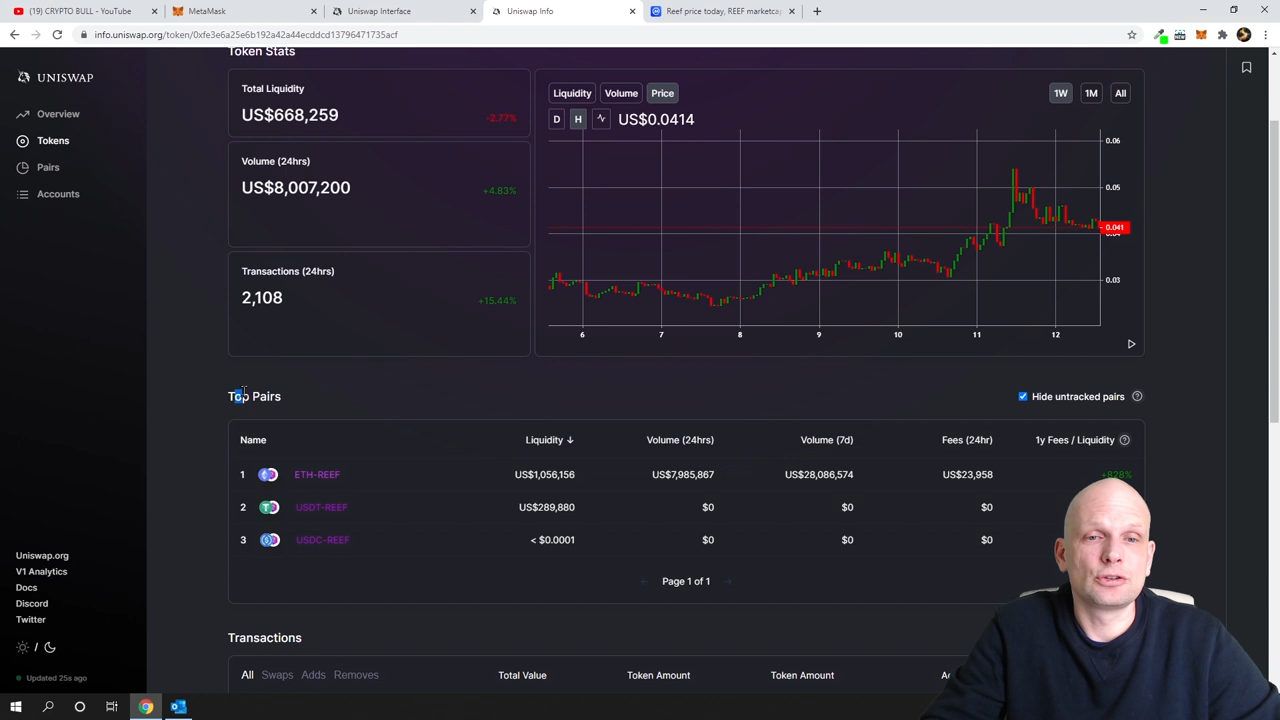 (19) CRYPTO BULL - YouTube
MetaMask
Uniswap Interface
Uniswap Info
Reef price today, REEF marketca
info.uniswap.org/token/0xfe3e6a25e6b192a42a44ecddcd13796471735acf
UNISWAP
Overview
Tokens
Pairs
Accounts
Token Stats
Total Liquidity
US$668,259
-2.77%
Volume (24hrs)
US$8,007,200
+4.83%
Transactions (24hrs)
2,108
+15.44%
Liquidity Volume Price
1W 1M All
D H US$0.0414
0.06
0.05
0.041
0.03
6 7 8 9 10 11 12
Top Pairs
Hide untracked pairs
Name Liquidity ↓ Volume (24hrs) Volume (7d) Fees (24hr) 1y Fees / Liquidity
1 ETH-REEF US$1,056,156 US$7,985,867 US$28,086,574 US$23,958 +828%
2 USDT-REEF US$289,880 $0 $0 $0
3 USDC-REEF < $0.0001 $0 $0 $0
← Page 1 of 1 →
Transactions
All Swaps Adds Removes Total Value Token Amount Token Amount
Uniswap.org
V1 Analytics
Docs
Discord
Twitter
/
Updated 25s ago